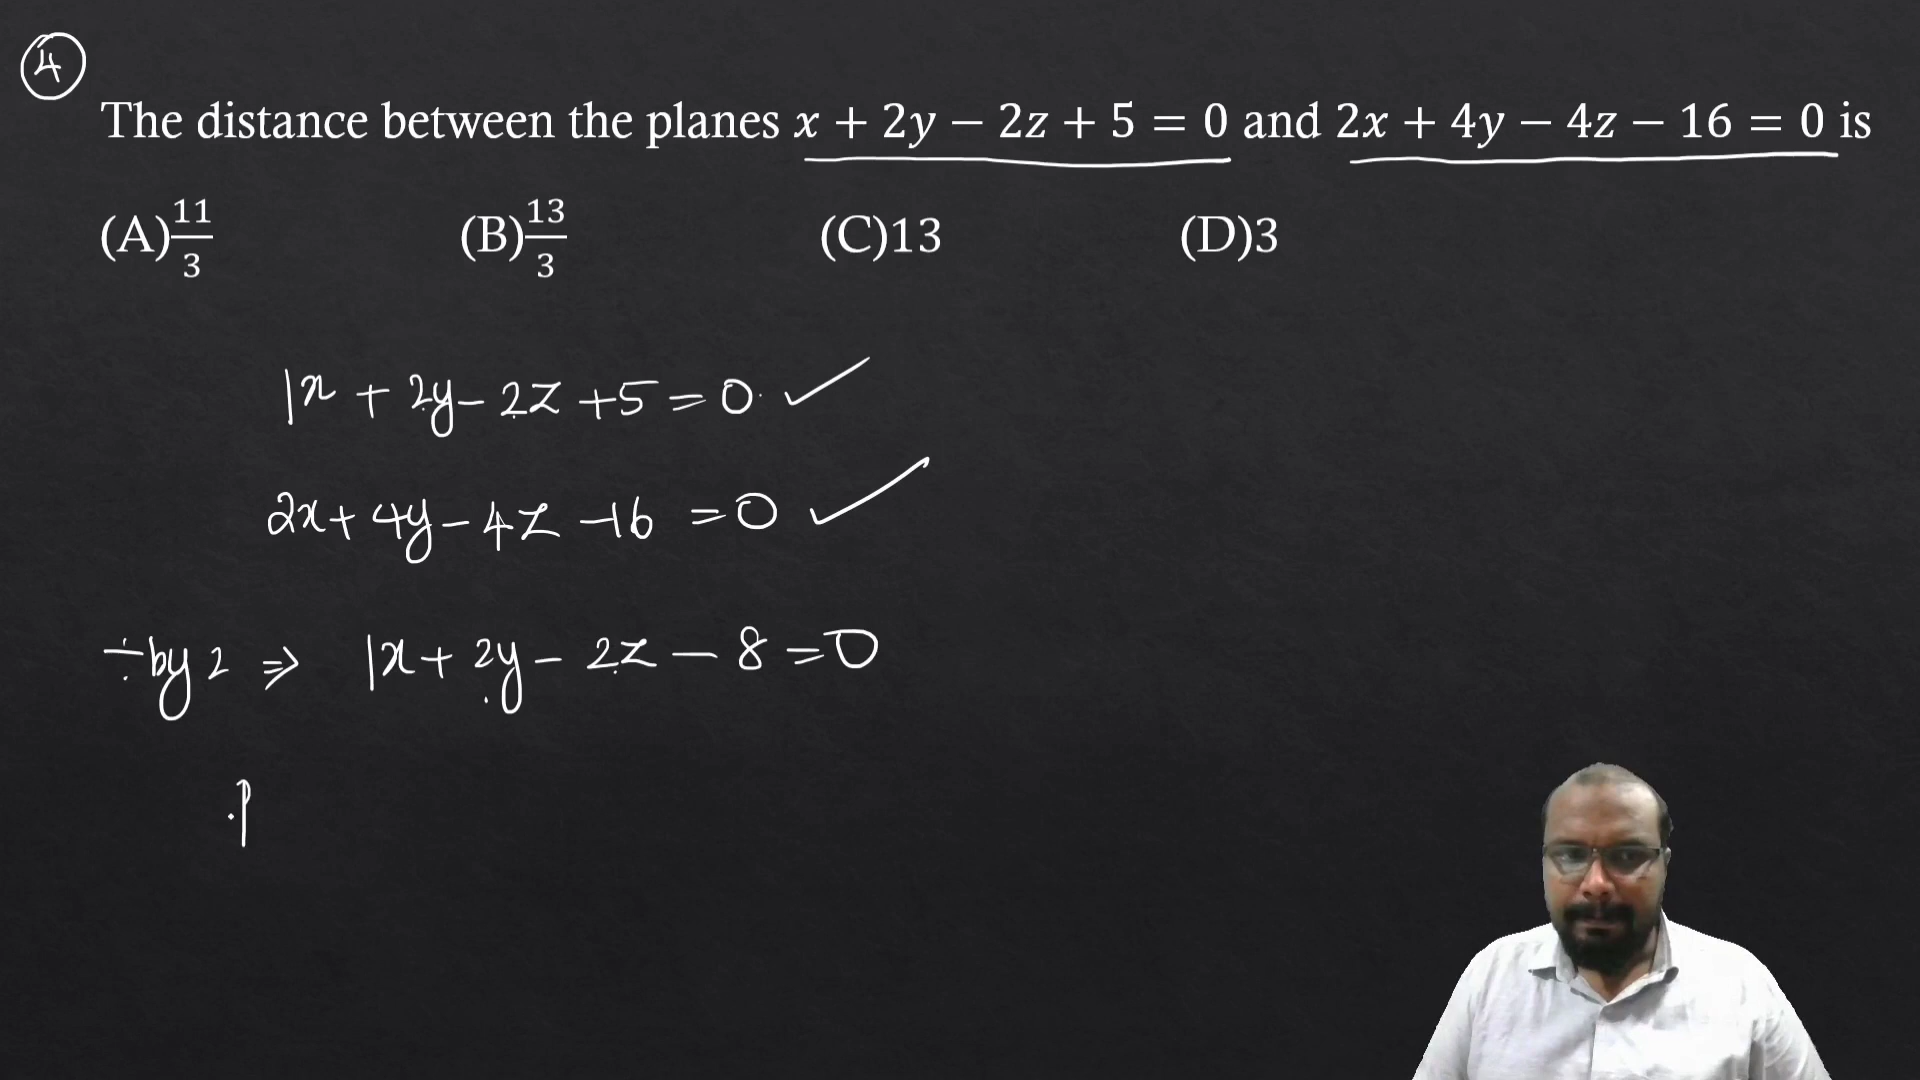 4
The distance between the planes x + 2y − 2z + 5 = 0 and 2x + 4y − 4z − 16 = 0 is
(A) 11/3 (B) 13/3 (C) 13 (D) 3
1x + 2y − 2z + 5 = 0
2x + 4y − 4z − 16 = 0
÷ by 2 ⇒ 1x + 2y − 2z − 8 = 0